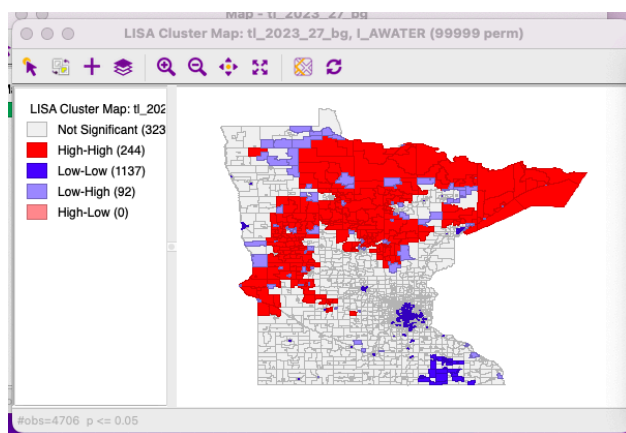 Map - tl_2023_27_bg
LISA Cluster Map: tl_2023_27_bg, I_AWATER (99999 perm)
LISA Cluster Map: tl_202
Not Significant (323
High-High (244)
Low-Low (1137)
Low-High (92)
High-Low (0)
#obs=4706 p <= 0.05